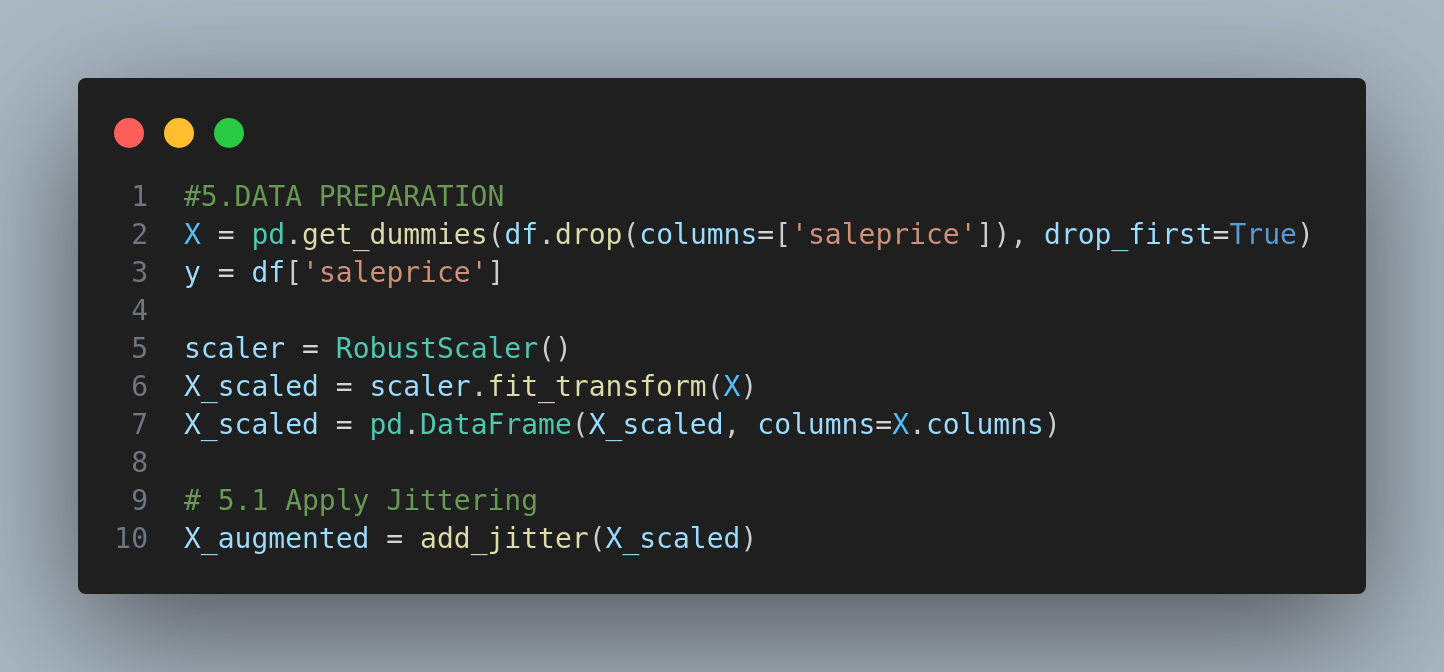 1 #5.DATA PREPARATION
2 X = pd.get_dummies(df.drop(columns=['saleprice']), drop_first=True)
3 y = df['saleprice']
4
5 scaler = RobustScaler()
6 X_scaled = scaler.fit_transform(X)
7 X_scaled = pd.DataFrame(X_scaled, columns=X.columns)
8
9 # 5.1 Apply Jittering
10 X_augmented = add_jitter(X_scaled)